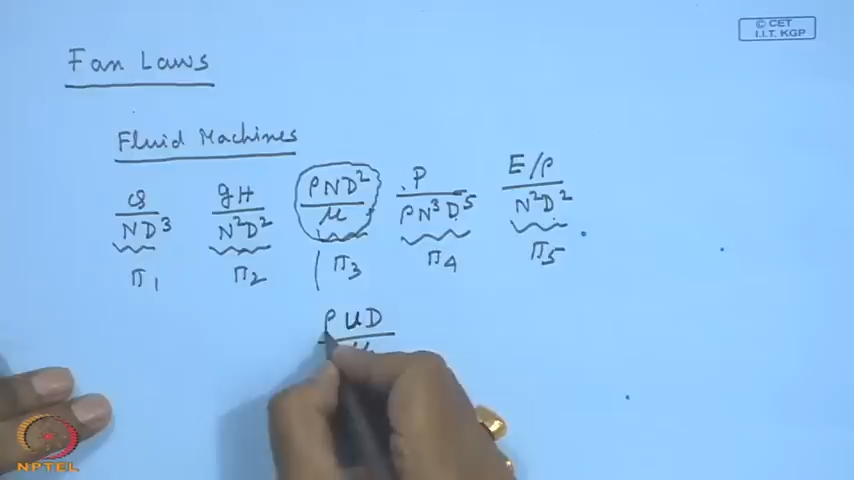 © CET
I.I.T. KGP
Fan Laws
Fluid Machines
Q/ND³ gH/N²D² ρND²/μ P/ρN³D⁵ E/ρ/N²D²
π₁ π₂ π₃ π₄ π₅
ρUD
NPTEL